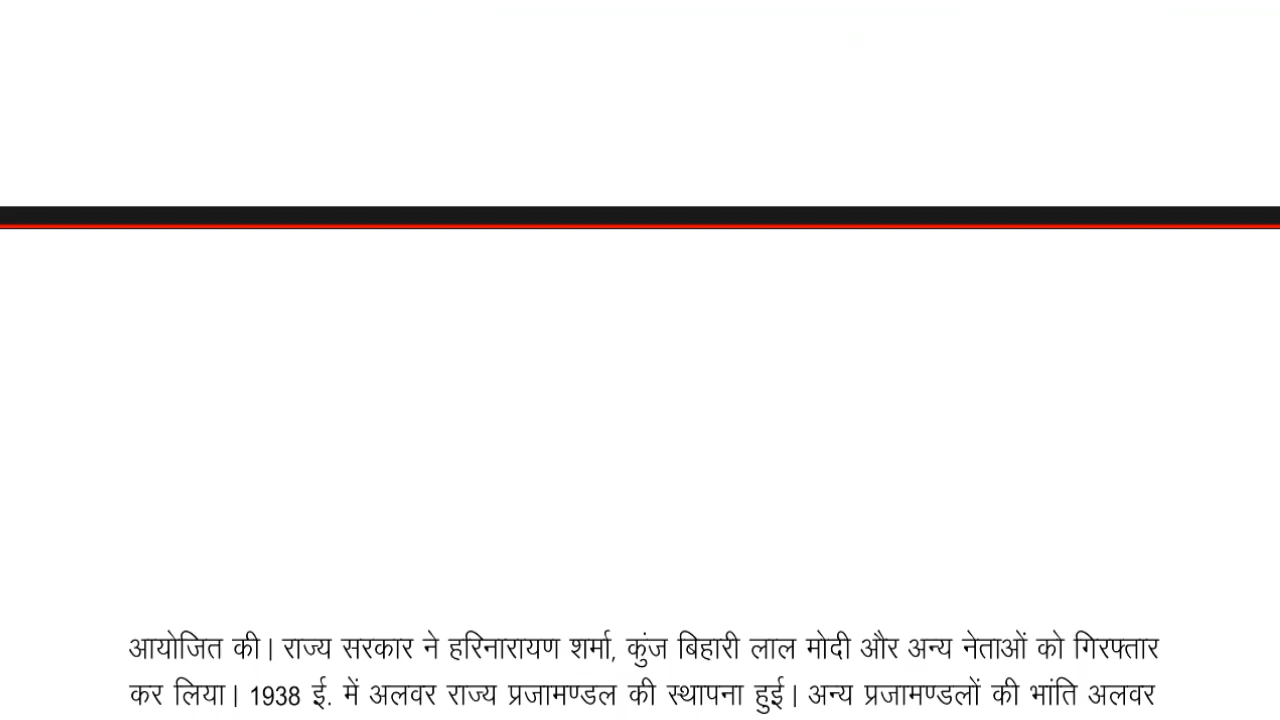 आयोजित की। राज्य सरकार ने हरिनारायण शर्मा, कुंज बिहारी लाल मोदी और अन्य नेताओं को गिरफ्तार
कर लिया। 1938 ई. में अलवर राज्य प्रजामण्डल की स्थापना हुई। अन्य प्रजामण्डलों की भांति अलवर